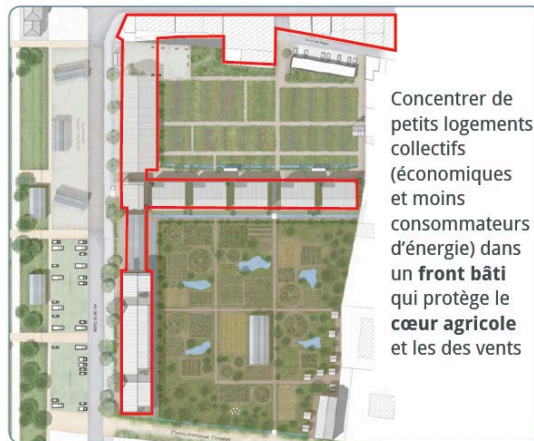 Concentrer de
petits logements
collectifs
(économiques
et moins
consommateurs
d'énergie) dans
un front bâti
qui protège le
cœur agricole
et les des vents